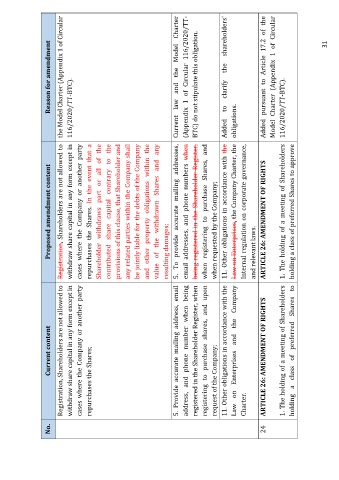 No.
Current content
Proposed amendment content
Reason for amendment
Registration, Shareholders are not allowed to
withdraw share capital in any form except in
cases where the Company or another party
repurchases the Shares;
Registration, Shareholders are not allowed to
withdraw share capital in any form except in
cases where the Company or another party
repurchases the Shares. In the event that a
Shareholder withdraws part or all of the
contributed share capital contrary to the
provisions of this clause, that Shareholder and
any related parties within the Company shall
be jointly liable for the debts of the Company
and other property obligations within the
value of the withdrawn Shares and any
resulting damages;
the Model Charter (Appendix 1 of Circular
116/2020/TT-BTC).
5. Provide accurate mailing address, email
address, and phone number when being
registered in the Shareholder Register; when
registering to purchase shares, and upon
request of the Company;
5. To provide accurate mailing addresses,
email addresses, and phone numbers when
being registered in the Shareholder Register,
when registering to purchase Shares, and
when requested by the Company;
Current law and the Model Charter
(Appendix 1 of Circular 116/2020/TT-
BTC) do not stipulate this obligation.
11. Other obligations in accordance with the
Law on Enterprises and the Company
Charter.
11. Other obligations in accordance with the
Law on Enterprises, the Company Charter, the
Internal regulation on corporate governance,
and relevant laws.
Added to clarify the shareholders'
obligations.
24
ARTICLE 26: AMENDMENT OF RIGHTS
ARTICLE 26: AMENDMENT OF RIGHTS
1. The holding of a meeting of Shareholders
holding a class of preferred Shares to
1. The holding of a meeting of Shareholders
holding a class of preferred Shares to approve
Added pursuant to Article 17.2 of the
Model Charter (Appendix 1 of Circular
116/2020/TT-BTC).
31